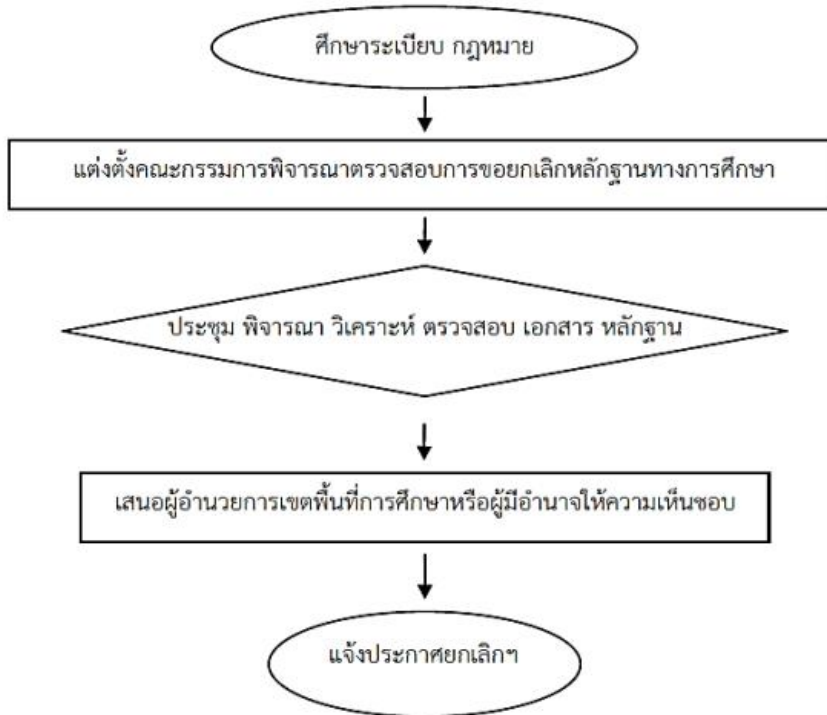 ศึกษาระเบียบ กฎหมาย
แต่งตั้งคณะกรรมการพิจารณาตรวจสอบการขอยกเลิกหลักฐานทางการศึกษา
ประชุม พิจารณา วิเคราะห์ ตรวจสอบ เอกสาร หลักฐาน
เสนอผู้อำนวยการเขตพื้นที่การศึกษาหรือผู้มีอำนาจให้ความเห็นชอบ
แจ้งประกาศยกเลิกฯ